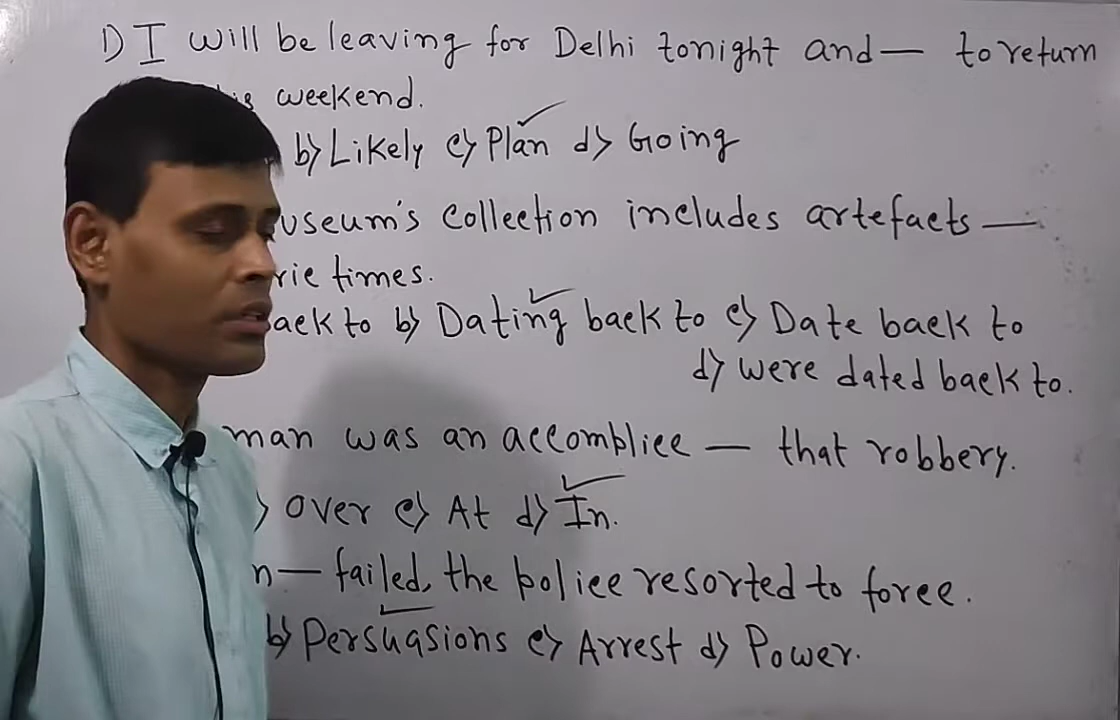 1) I will be leaving for Delhi tonight and — to return
weekend.
b) Likely c) Plan d) Going
useum's collection includes artefacts —
ric times.
back to b) Dating back to c) Date back to
d) were dated back to.
man was an accomplice — that robbery.
) over c) At d) In.
n — failed, the police resorted to force.
b) Persuasions c) Arrest d) Power.